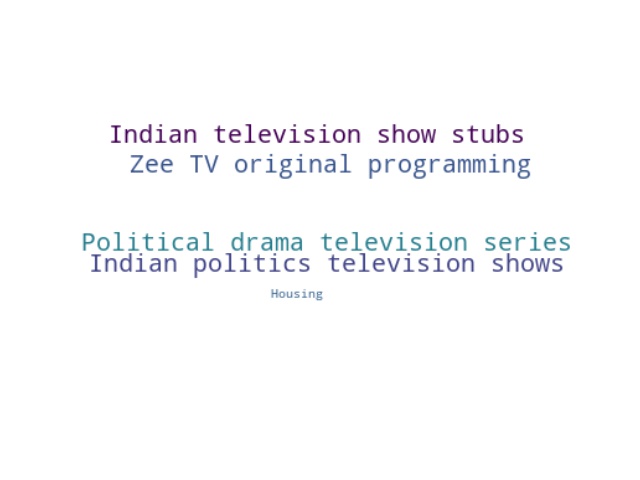 Indian television show stubs
Zee TV original programming
Political drama television series
Indian politics television shows
Housing